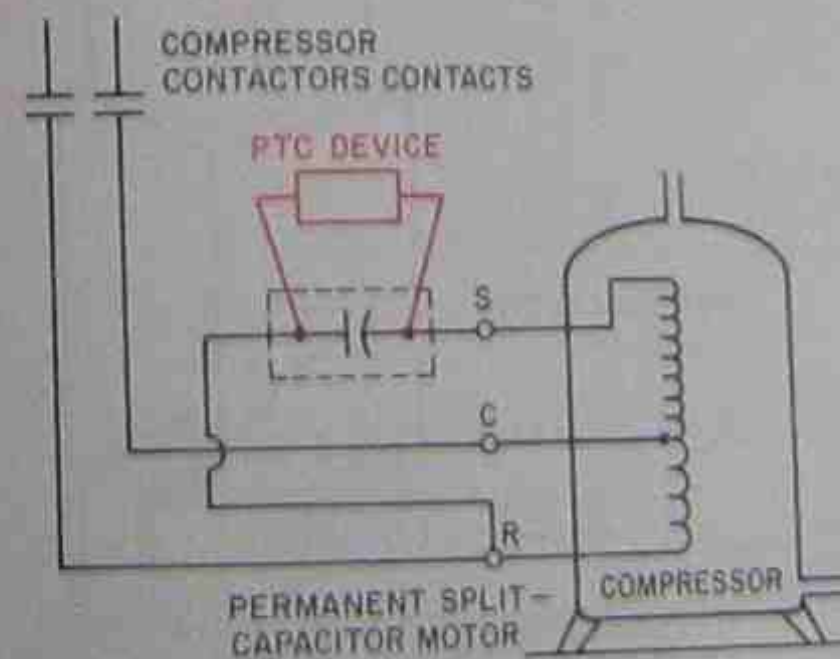 COMPRESSOR
CONTACTORS CONTACTS
PTC DEVICE
S
C
R
COMPRESSOR
PERMANENT SPLIT-
CAPACITOR MOTOR